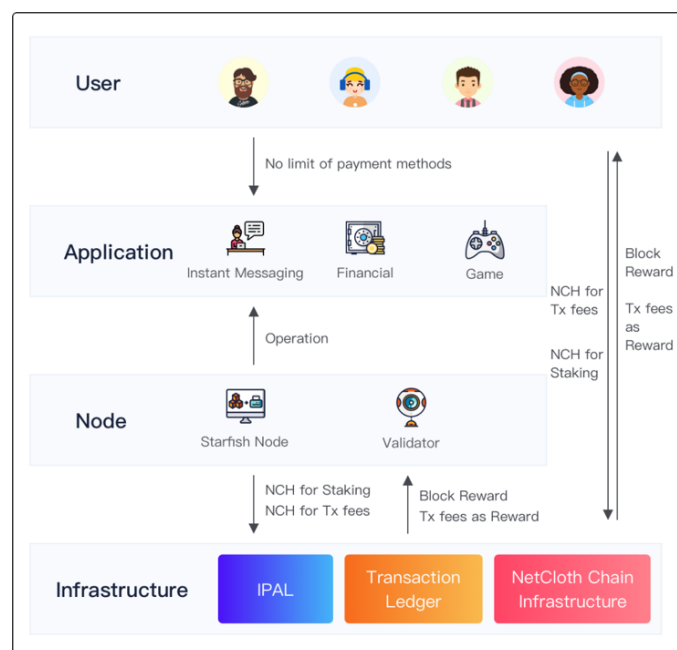 User
No limit of payment methods
Application
Instant Messaging
Financial
Game
Block
Reward
NCH for
Tx fees
Tx fees
as
Reward
NCH for
Staking
Operation
Node
Starfish Node
Validator
NCH for Staking
NCH for Tx fees
Block Reward
Tx fees as Reward
Infrastructure
IPAL
Transaction
Ledger
NetCloth Chain
Infrastructure